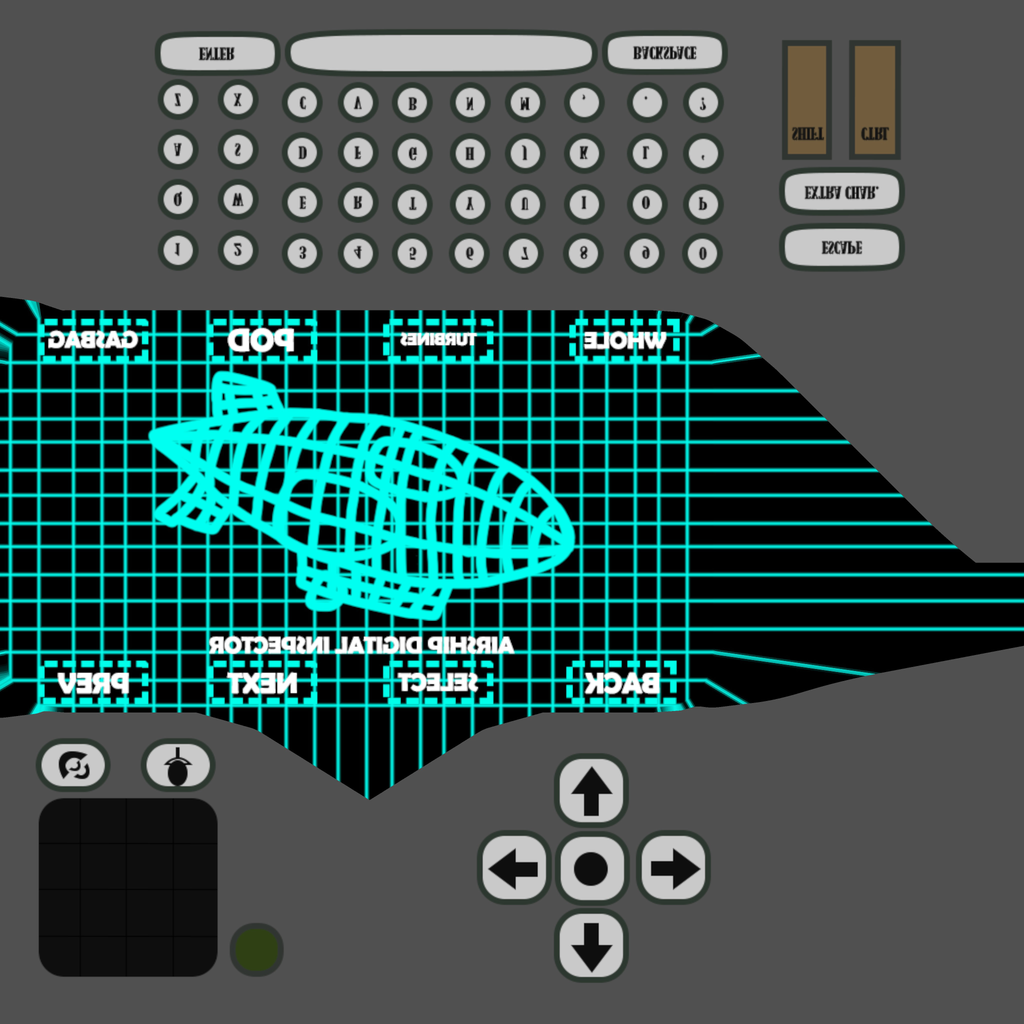 ENTER BACKSPACE
Z X C V B N M , . ?
A S D F G H J K L '
Q W E R T Y U I O P
1 2 3 4 5 6 7 8 9 0
SHIFT CTRL
EXTRA CHAR.
ESCAPE
GASBAG POD TURBINES WHOLE
AIRSHIP DIGITAL INSPECTOR
PREV NEXT SELECT BACK